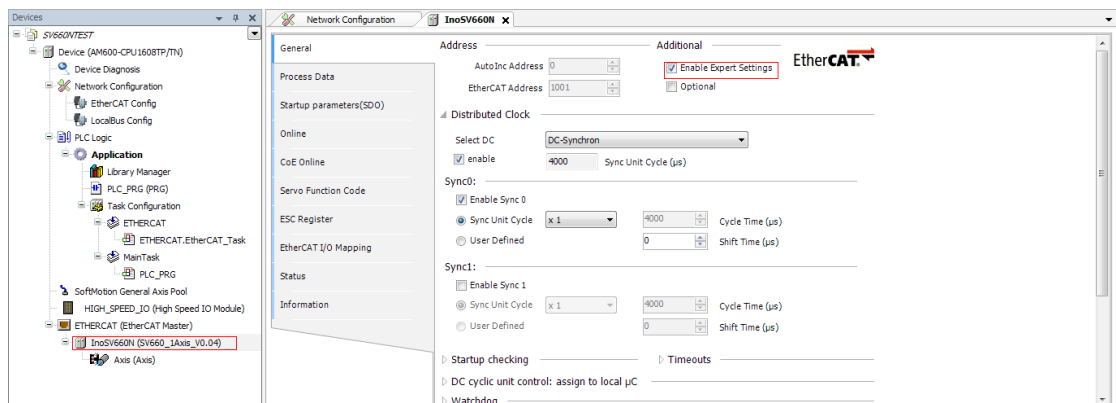 Devices
SV660NTEST
Device (AM600-CPU1608TP/TN)
Device Diagnosis
Network Configuration
EtherCAT Config
LocalBus Config
PLC Logic
Application
Library Manager
PLC_PRG (PRG)
Task Configuration
ETHERCAT
ETHERCAT.EtherCAT_Task
MainTask
PLC_PRG
SoftMotion General Axis Pool
HIGH_SPEED_IO (High Speed IO Module)
ETHERCAT (EtherCAT Master)
InoSV660N (SV660_1Axis_V0.04)
Axis (Axis)
Network Configuration
InoSV660N
General
Process Data
Startup parameters(SDO)
Online
CoE Online
Servo Function Code
ESC Register
EtherCAT I/O Mapping
Status
Information
Address
AutoInc Address 0
EtherCAT Address 1001
Additional
Enable Expert Settings
Optional
EtherCAT
Distributed Clock
Select DC DC-Synchron
enable 4000 Sync Unit Cycle (µs)
Sync0:
Enable Sync 0
Sync Unit Cycle x 1 4000 Cycle Time (µs)
User Defined 0 Shift Time (µs)
Sync1:
Enable Sync 1
Sync Unit Cycle x 1 4000 Cycle Time (µs)
User Defined 0 Shift Time (µs)
Startup checking Timeouts
DC cyclic unit control: assign to local µC
Watchdog